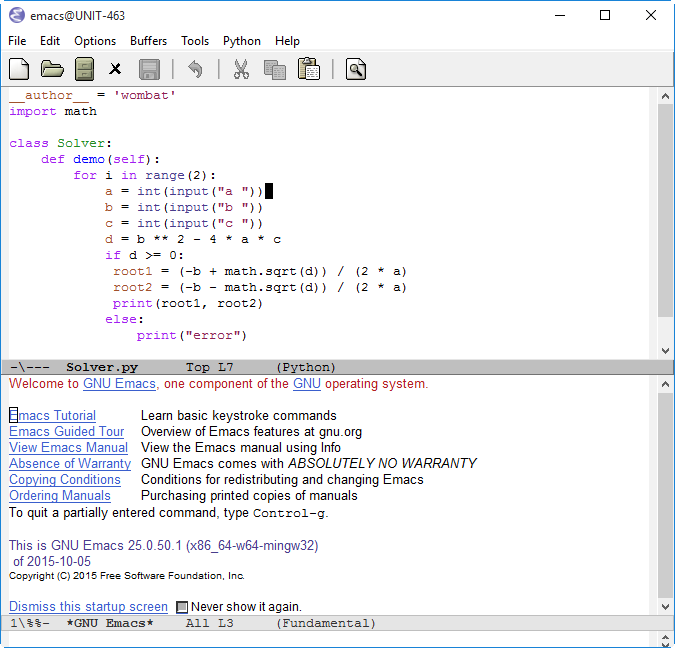 emacs@UNIT-463
File Edit Options Buffers Tools Python Help
__author__ = 'wombat'
import math
class Solver:
    def demo(self):
        for i in range(2):
            a = int(input("a "))
            b = int(input("b "))
            c = int(input("c "))
            d = b ** 2 - 4 * a * c
            if d >= 0:
             root1 = (-b + math.sqrt(d)) / (2 * a)
             root2 = (-b - math.sqrt(d)) / (2 * a)
             print(root1, root2)
            else:
                print("error")
-\--- Solver.py Top L7 (Python)
Welcome to GNU Emacs, one component of the GNU operating system.
Emacs Tutorial Learn basic keystroke commands
Emacs Guided Tour Overview of Emacs features at gnu.org
View Emacs Manual View the Emacs manual using Info
Absence of Warranty GNU Emacs comes with ABSOLUTELY NO WARRANTY
Copying Conditions Conditions for redistributing and changing Emacs
Ordering Manuals Purchasing printed copies of manuals
To quit a partially entered command, type Control-g.
This is GNU Emacs 25.0.50.1 (x86_64-w64-mingw32)
 of 2015-10-05
Copyright (C) 2015 Free Software Foundation, Inc.
Dismiss this startup screen Never show it again.
1\%%- *GNU Emacs* All L3 (Fundamental)